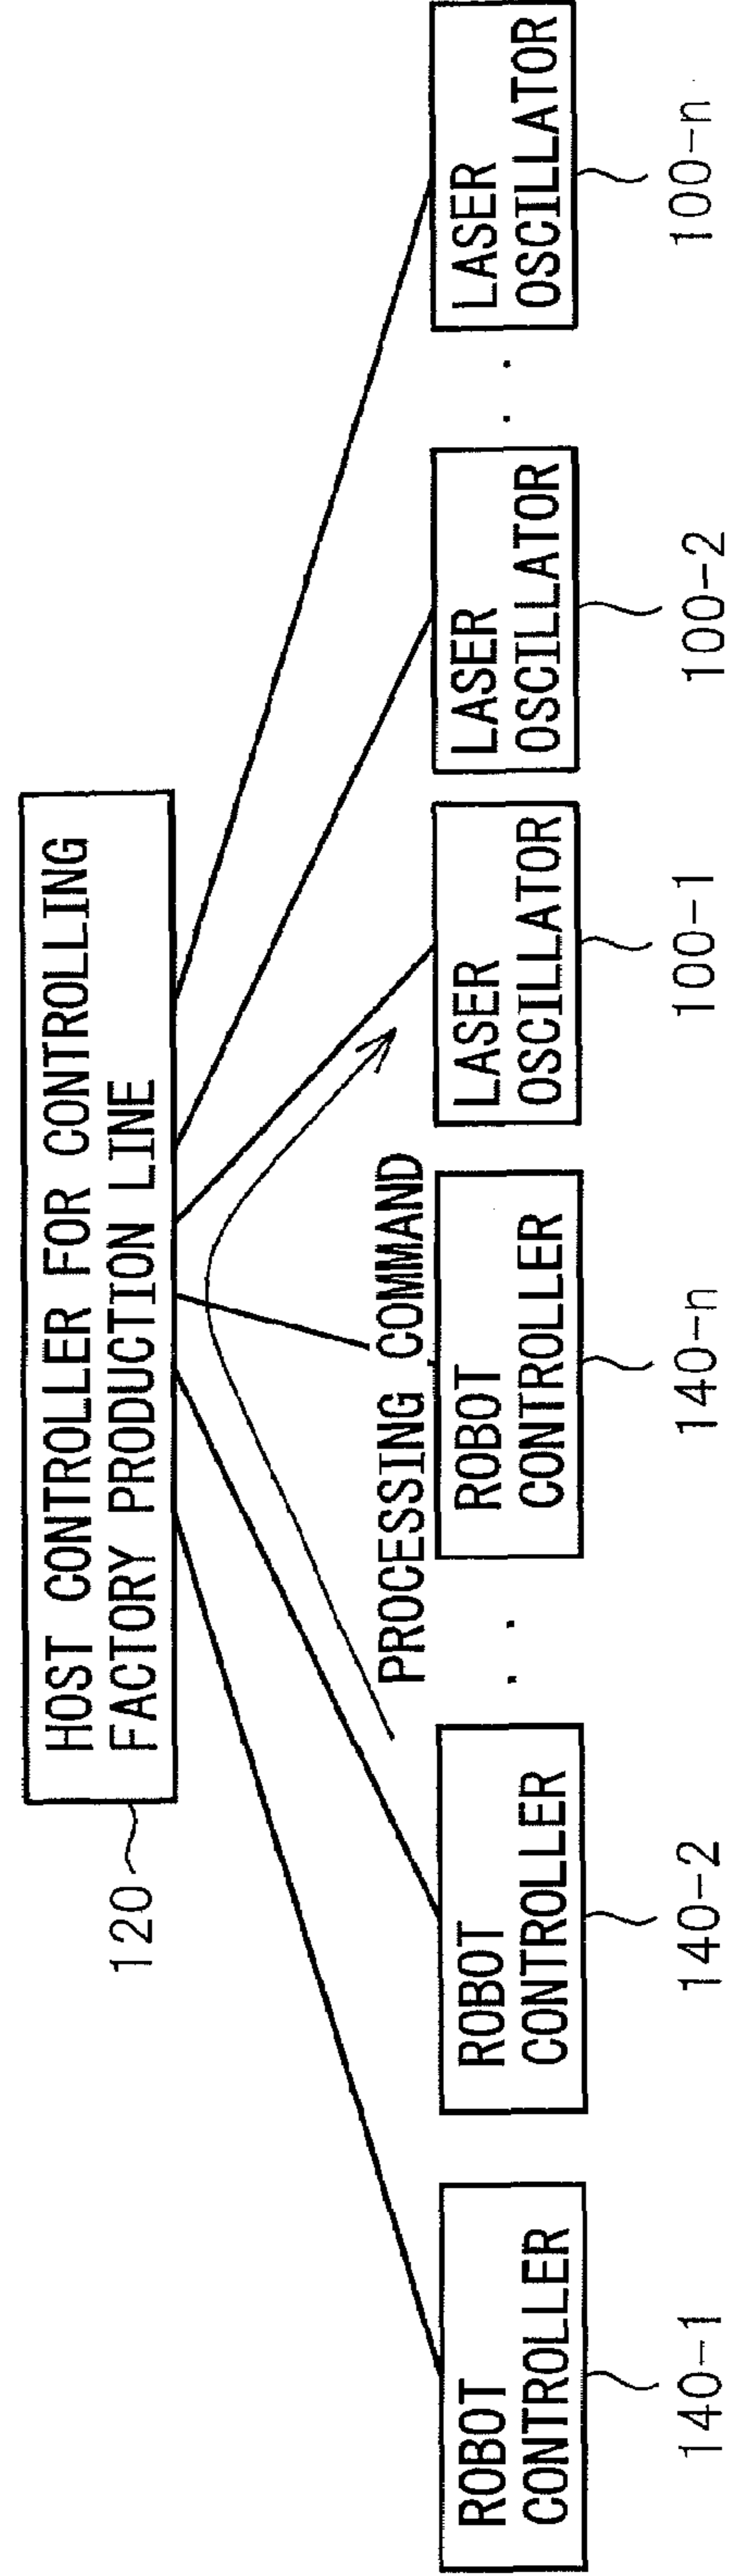 HOST CONTROLLER FOR CONTROLLING
FACTORY PRODUCTION LINE
120
PROCESSING COMMAND
ROBOT
CONTROLLER
ROBOT
CONTROLLER
. .
ROBOT
CONTROLLER
LASER
OSCILLATOR
LASER
OSCILLATOR
. .
LASER
OSCILLATOR
140-1
140-2
140-n
100-1
100-2
100-n